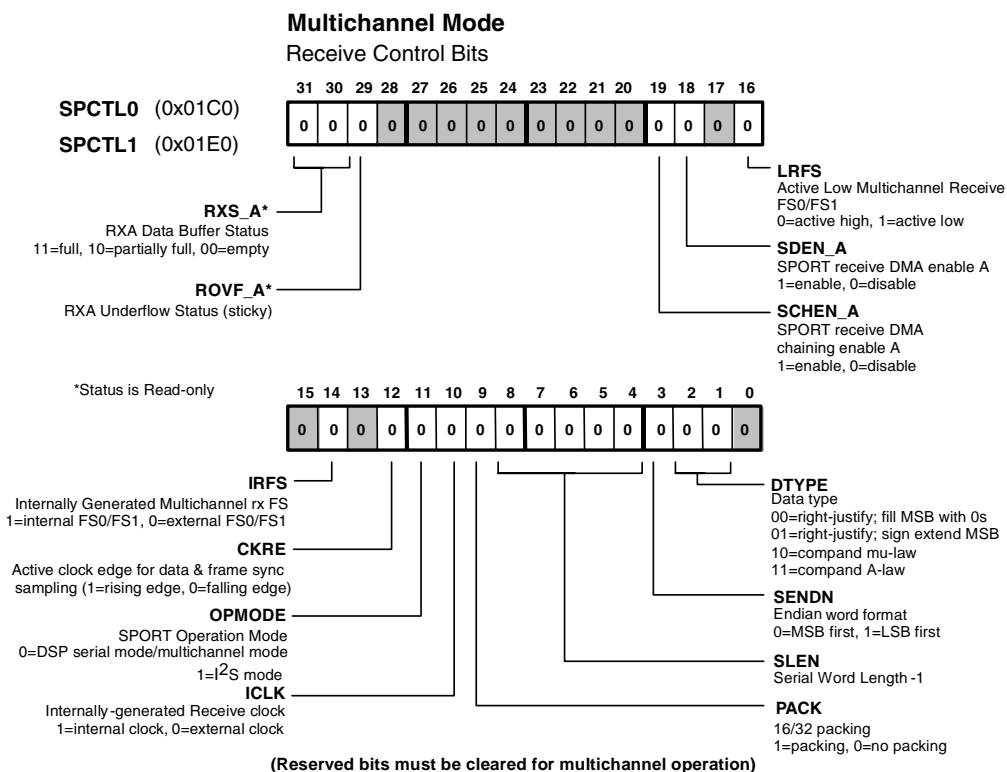 Multichannel Mode
Receive Control Bits
31 30 29 28 27 26 25 24 23 22 21 20 19 18 17 16
SPCTL0 (0x01C0)
SPCTL1 (0x01E0)
0 0 0 0 0 0 0 0 0 0 0 0 0 0 0 0
RXS_A*
RXA Data Buffer Status
11=full, 10=partially full, 00=empty
ROVF_A*
RXA Underflow Status (sticky)
LRFS
Active Low Multichannel Receive
FS0/FS1
0=active high, 1=active low
SDEN_A
SPORT receive DMA enable A
1=enable, 0=disable
SCHEN_A
SPORT receive DMA
chaining enable A
1=enable, 0=disable
*Status is Read-only
15 14 13 12 11 10 9 8 7 6 5 4 3 2 1 0
0 0 0 0 0 0 0 0 0 0 0 0 0 0 0 0
IRFS
Internally Generated Multichannel rx FS
1=internal FS0/FS1, 0=external FS0/FS1
CKRE
Active clock edge for data & frame sync
sampling (1=rising edge, 0=falling edge)
OPMODE
SPORT Operation Mode
0=DSP serial mode/multichannel mode
1=I2S mode
ICLK
Internally-generated Receive clock
1=internal clock, 0=external clock
DTYPE
Data type
00=right-justify; fill MSB with 0s
01=right-justify; sign extend MSB
10=compand mu-law
11=compand A-law
SENDN
Endian word format
0=MSB first, 1=LSB first
SLEN
Serial Word Length -1
PACK
16/32 packing
1=packing, 0=no packing
(Reserved bits must be cleared for multichannel operation)